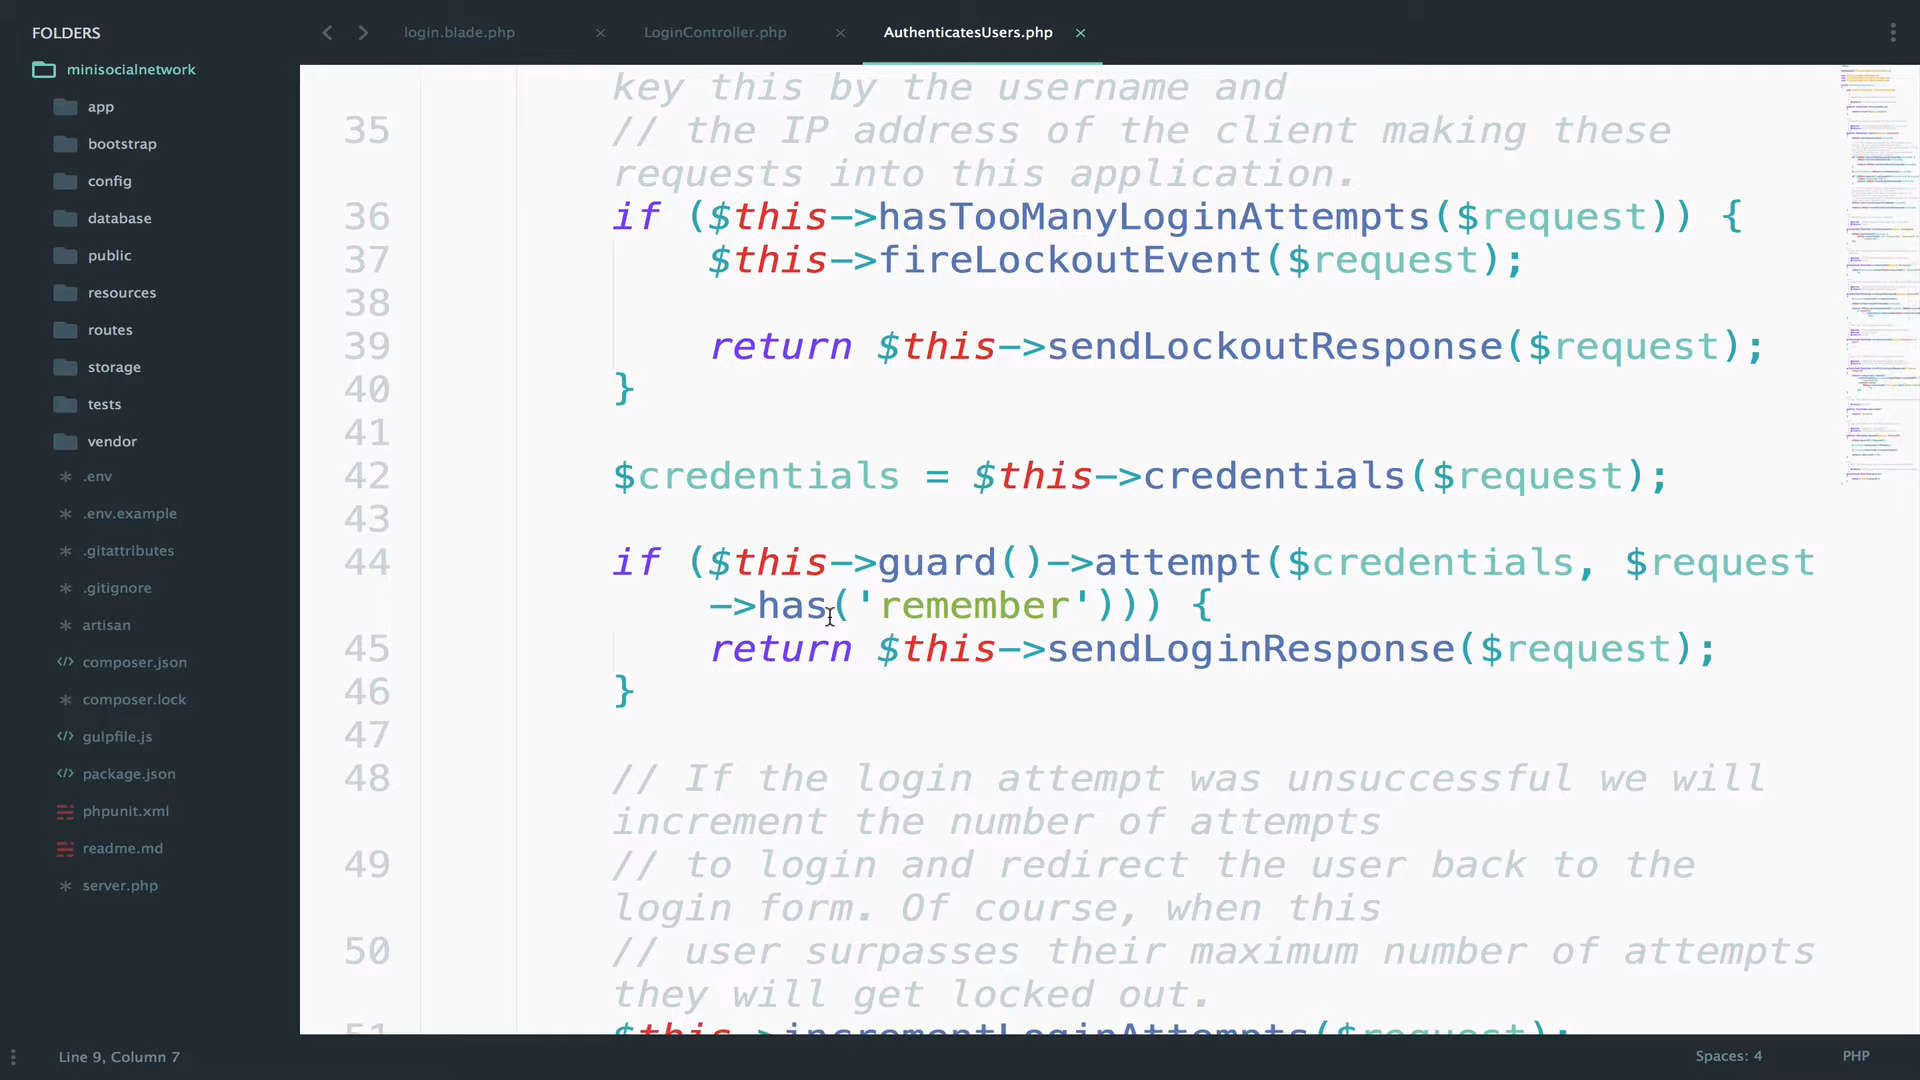 FOLDERS
minisocialnetwork
app
bootstrap
config
database
public
resources
routes
storage
tests
vendor
.env
.env.example
.gitattributes
.gitignore
artisan
composer.json
composer.lock
gulpfile.js
package.json
phpunit.xml
readme.md
server.php
login.blade.php
LoginController.php
AuthenticatesUsers.php
key this by the username and
35 // the IP address of the client making these
requests into this application.
36 if ($this->hasTooManyLoginAttempts($request)) {
37 $this->fireLockoutEvent($request);
38
39 return $this->sendLockoutResponse($request);
40 }
41
42 $credentials = $this->credentials($request);
43
44 if ($this->guard()->attempt($credentials, $request
->has('remember'))) {
45 return $this->sendLoginResponse($request);
46 }
47
48 // If the login attempt was unsuccessful we will
increment the number of attempts
49 // to login and redirect the user back to the
login form. Of course, when this
50 // user surpasses their maximum number of attempts
they will get locked out.
51 $this->incrementLoginAttempts($request);
Line 9, Column 7
Spaces: 4
PHP